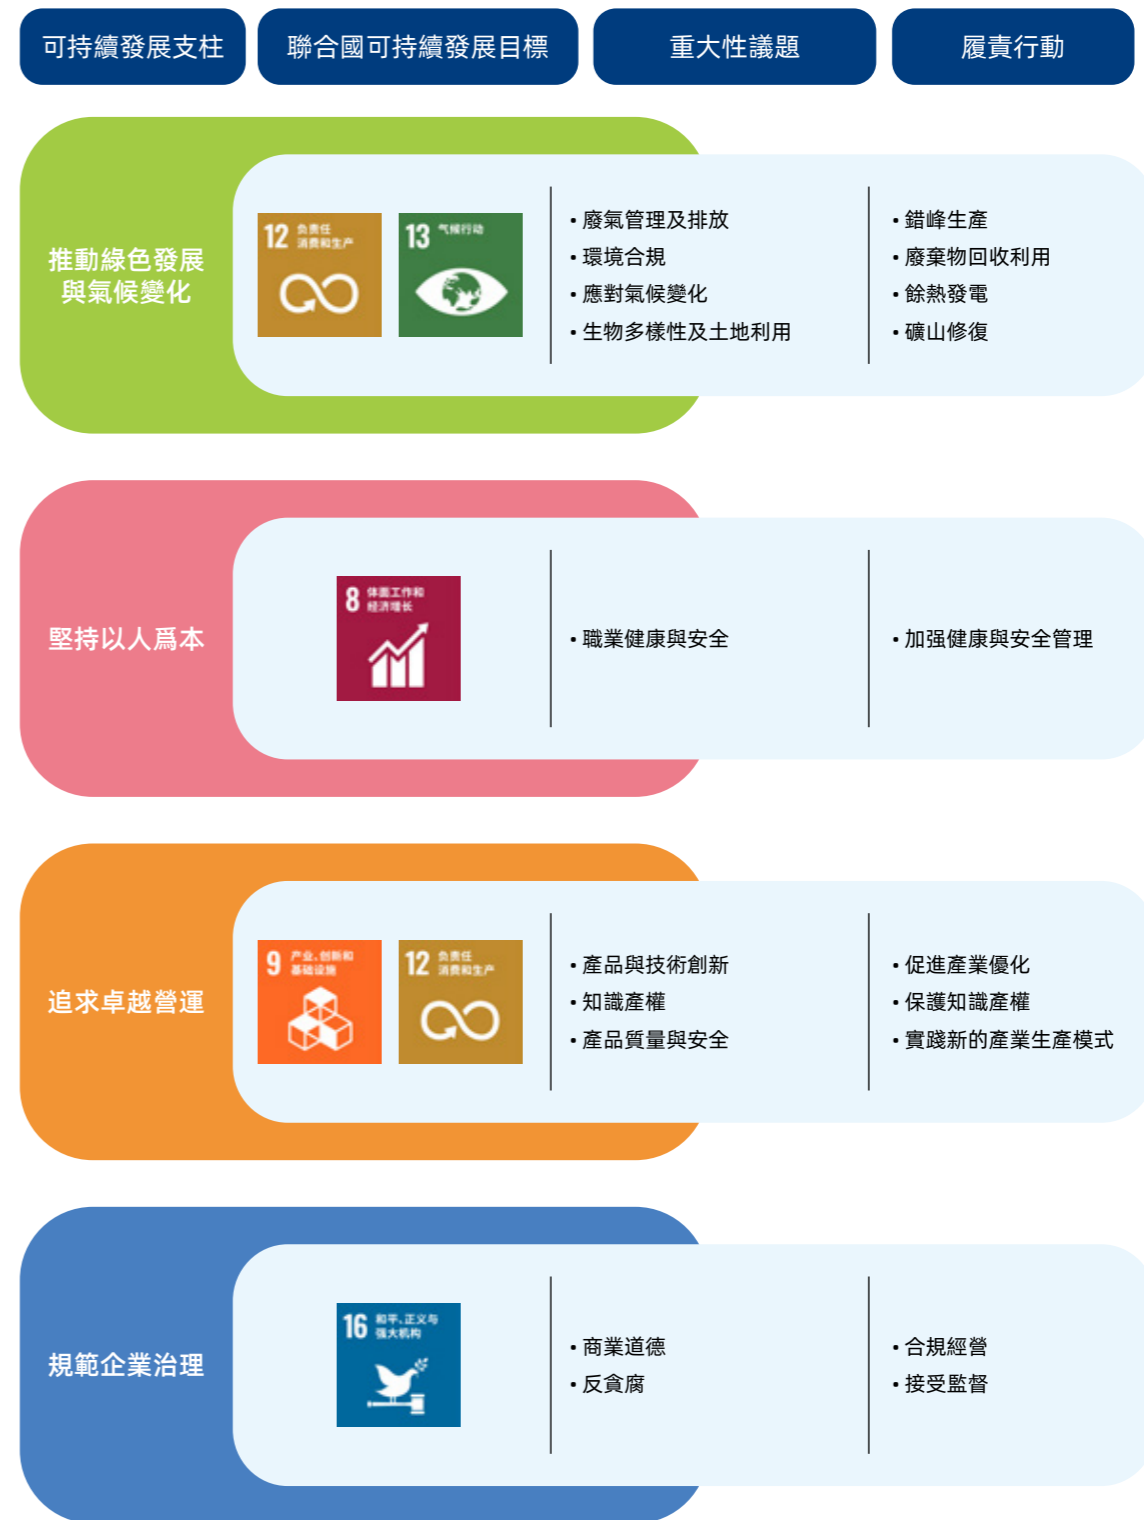 可持續發展支柱
聯合國可持續發展目標
重大性議題
履責行動
推動綠色發展
與氣候變化
12 负责任
消费和生产
13 气候行动
• 廢氣管理及排放
• 環境合規
• 應對氣候變化
• 生物多樣性及土地利用
• 錯峰生產
• 廢棄物回收利用
• 餘熱發電
• 礦山修復
堅持以人爲本
8 体面工作和
经济增长
• 職業健康與安全
• 加强健康與安全管理
追求卓越營運
9 产业、创新和
基础设施
12 负责任
消费和生产
• 產品與技術創新
• 知識產權
• 產品質量與安全
• 促進產業優化
• 保護知識產權
• 實踐新的產業生產模式
規範企業治理
16 和平、正义与
强大机构
• 商業道德
• 反貪腐
• 合規經營
• 接受監督